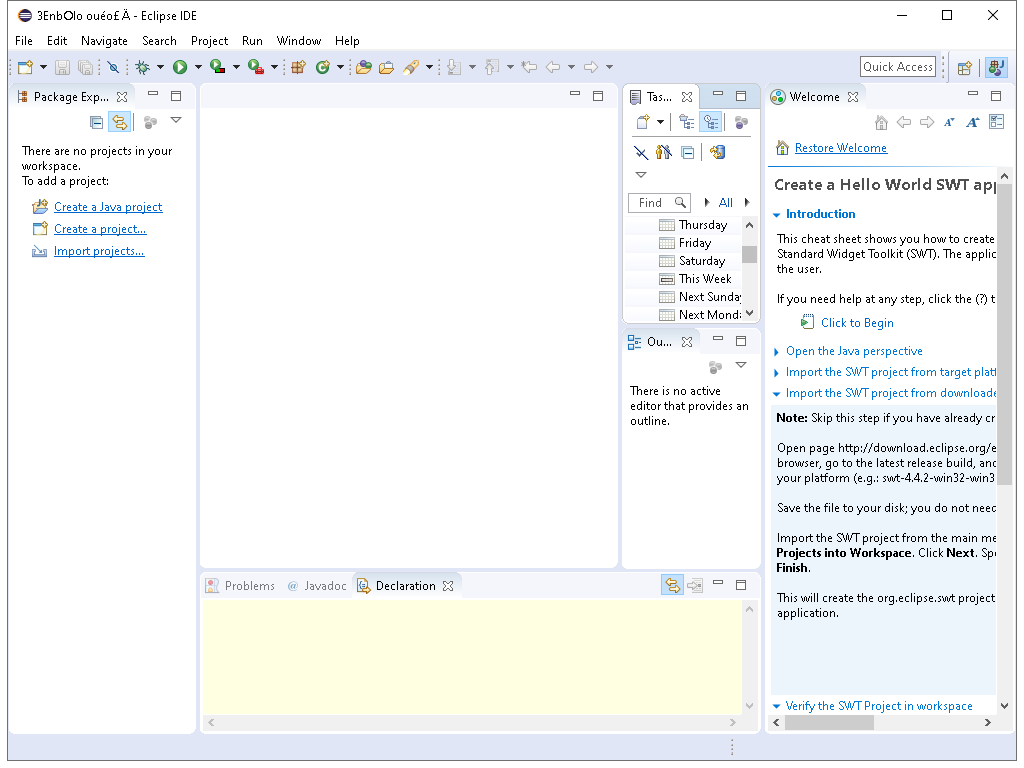 3Enb0lo ouéo£Ä - Eclipse IDE
File Edit Navigate Search Project Run Window Help
Quick Access
Package Exp...
There are no projects in your
workspace.
To add a project:
Create a Java project
Create a project...
Import projects...
Tas...
Find
All
Thursday
Friday
Saturday
This Week
Next Sunday
Next Monda
Ou...
There is no active
editor that provides an
outline.
Problems @ Javadoc Declaration
Welcome
Restore Welcome
Create a Hello World SWT app
Introduction
This cheat sheet shows you how to create
Standard Widget Toolkit (SWT). The applic
the user.
If you need help at any step, click the (?) t
Click to Begin
Open the Java perspective
Import the SWT project from target platf
Import the SWT project from downloade
Note: Skip this step if you have already cr
Open page http://download.eclipse.org/e
browser, go to the latest release build, and
your platform (e.g.: swt-4.4.2-win32-win3
Save the file to your disk; you do not need
Import the SWT project from the main me
Projects into Workspace. Click Next. Spe
Finish.
This will create the org.eclipse.swt project
application.
Verify the SWT Project in workspace